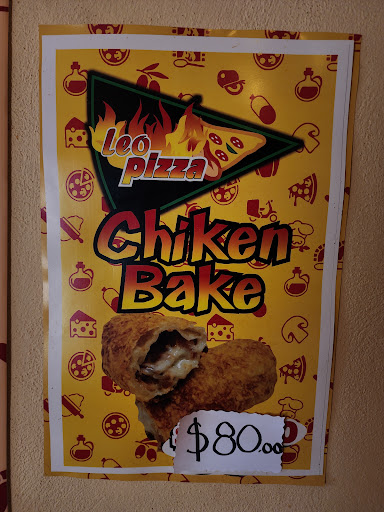 Leo
pizza
Chiken
Bake
$80.00